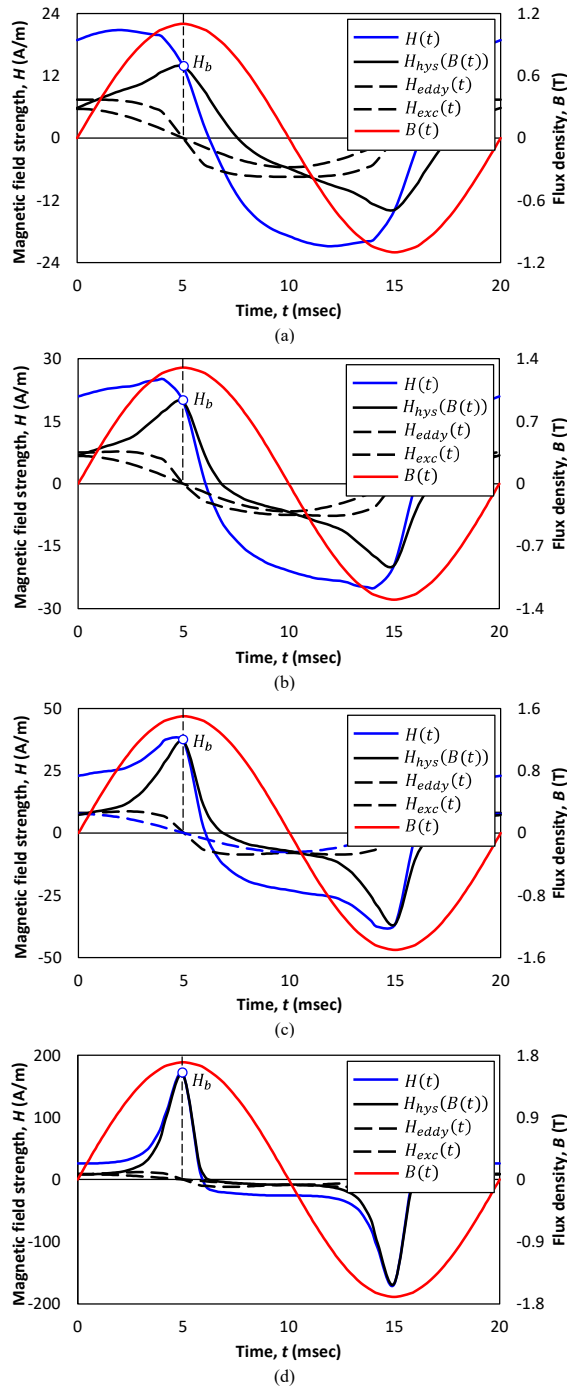 24
12
0
-12
-24
Magnetic field strength, H (A/m)
H_b
H(t)
H_hys(B(t))
H_eddy(t)
H_exc(t)
B(t)
1.2
0.6
0
-0.6
-1.2
Flux density, B (T)
0 5 10 15 20
Time, t (msec)
(a)
30
15
0
-15
-30
Magnetic field strength, H (A/m)
H_b
H(t)
H_hys(B(t))
H_eddy(t)
H_exc(t)
B(t)
1.4
0.7
0
-0.7
-1.4
Flux density, B (T)
0 5 10 15 20
Time, t (msec)
(b)
50
25
0
-25
-50
Magnetic field strength, H (A/m)
H_b
H(t)
H_hys(B(t))
H_eddy(t)
H_exc(t)
B(t)
1.6
0.8
0
-0.8
-1.6
Flux density, B (T)
0 5 10 15 20
Time, t (msec)
(c)
200
100
0
-100
-200
Magnetic field strength, H (A/m)
H_b
H(t)
H_hys(B(t))
H_eddy(t)
H_exc(t)
B(t)
1.8
0.9
0
-0.9
-1.8
Flux density, B (T)
0 5 10 15 20
Time, t (msec)
(d)